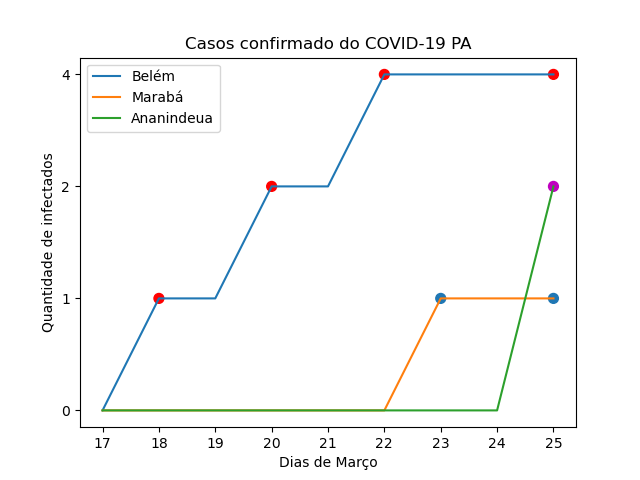 Casos confirmado do COVID-19 PA
Belém
Marabá
Ananindeua
Quantidade de infectados
4
2
1
0
17 18 19 20 21 22 23 24 25
Dias de Março